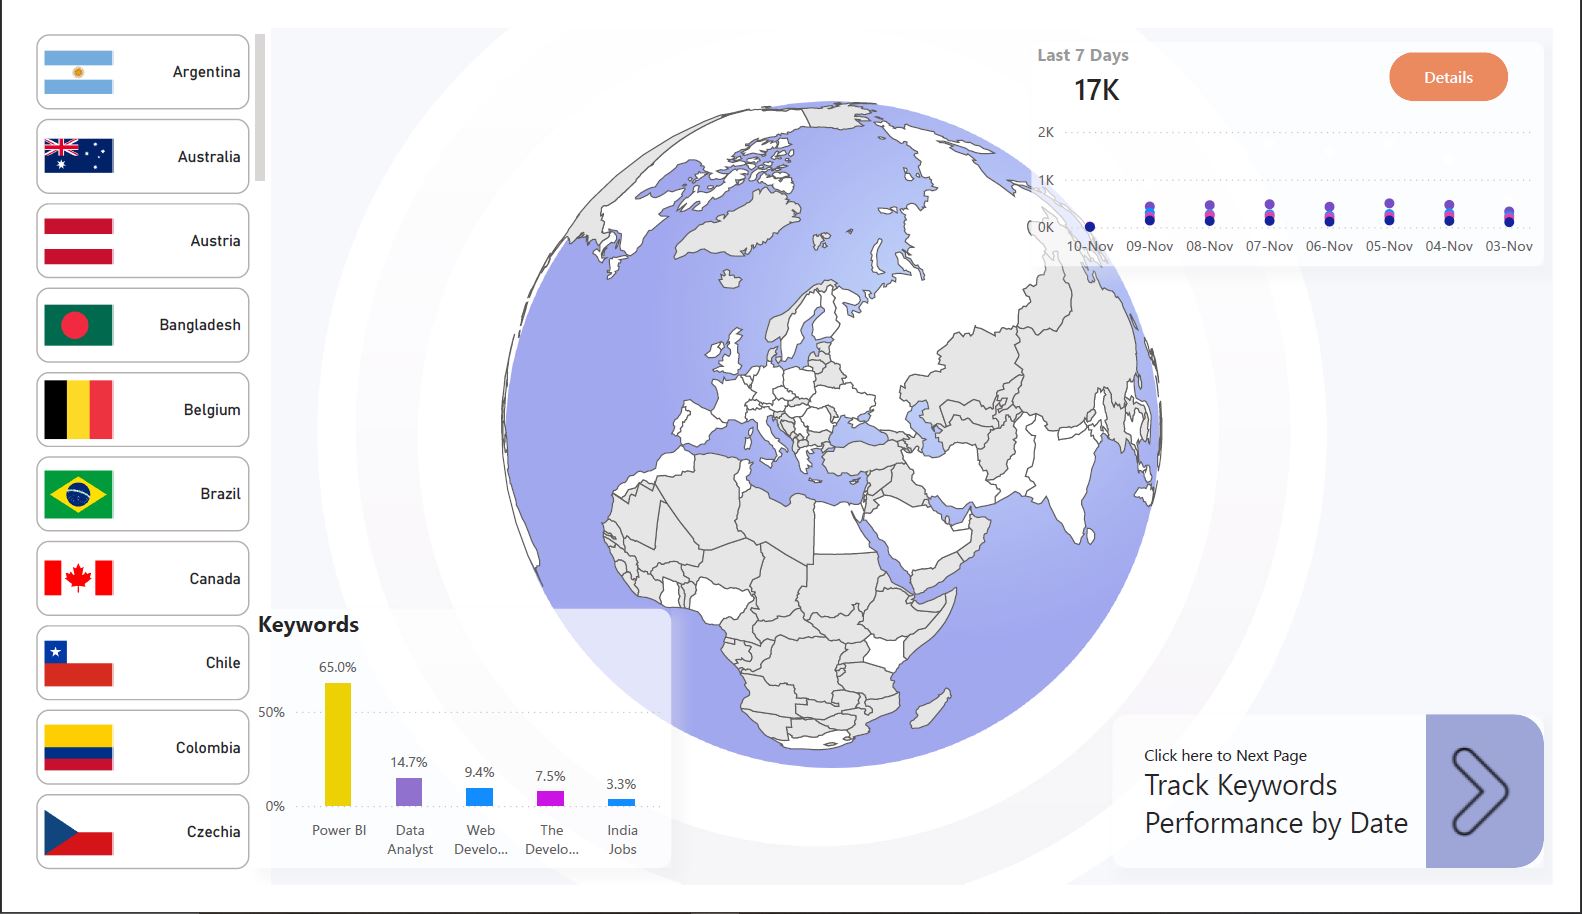 Argentina
Australia
Austria
Bangladesh
Belgium
Brazil
Canada
Chile
Colombia
Czechia
Last 7 Days
17K
Details
2K
1K
0K
10-Nov 09-Nov 08-Nov 07-Nov 06-Nov 05-Nov 04-Nov 03-Nov
Keywords
65.0%
50%
14.7%
9.4%
7.5%
3.3%
0%
Power BI Data Web The India
Analyst Develo... Develo... Jobs
Click here to Next Page
Track Keywords
Performance by Date